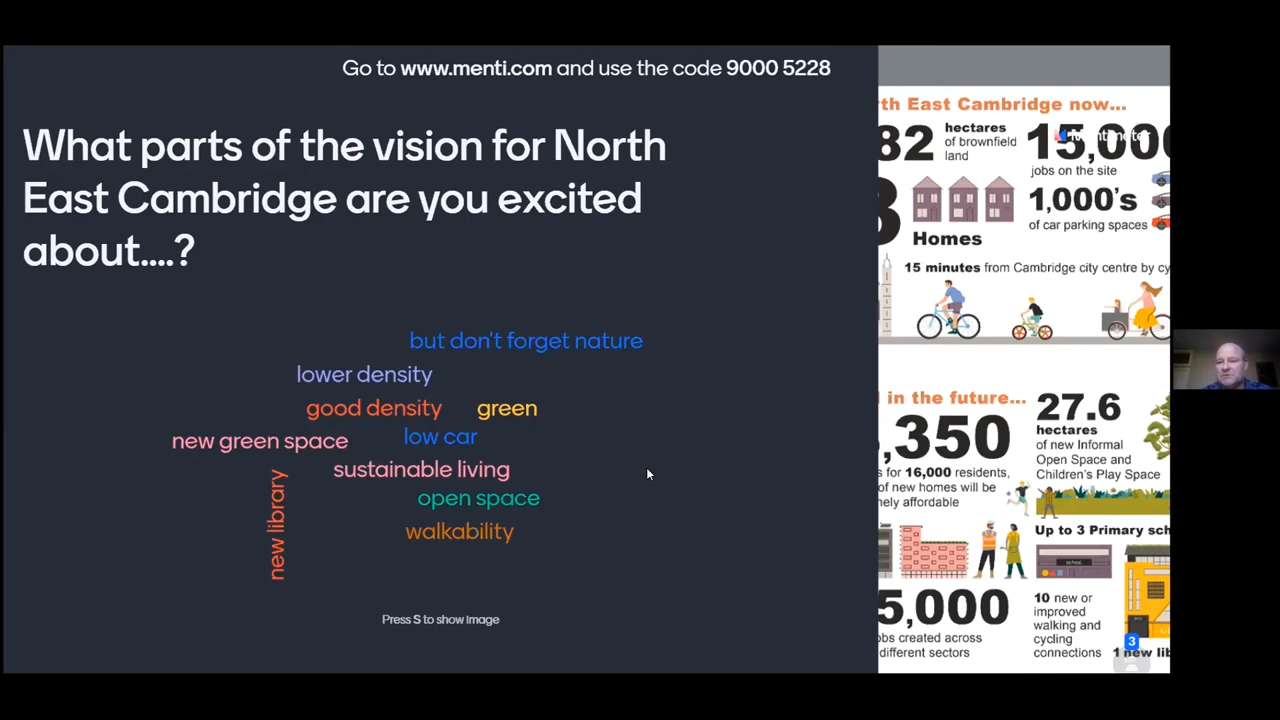 Go to www.menti.com and use the code 9000 5228
What parts of the vision for North
East Cambridge are you excited
about....?
but don't forget nature
lower density
good density
green
new green space
low car
sustainable living
open space
walkability
new library
Press S to show image
th East Cambridge now...
Mentimeter
82
hectares
of brownfield
land
15,000
jobs on the site
1,000's
of car parking spaces
3
Homes
15 minutes from Cambridge city centre by cy
in the future...
,350
s for 16,000 residents,
of new homes will be
nely affordable
27.6
hectares
of new Informal
Open Space and
Children's Play Space
Up to 3 Primary sch
5,000
obs created across
different sectors
10 new or
improved
walking and
cycling
connections
3
1 new lib